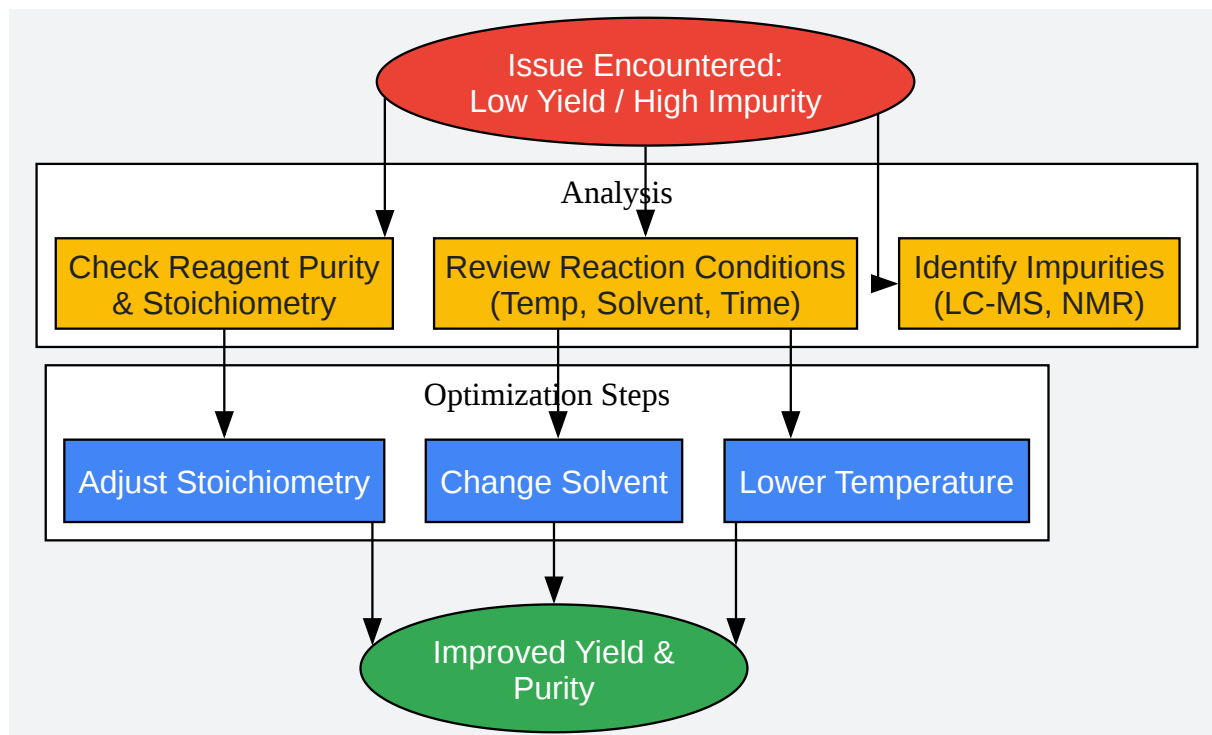 Issue Encountered:
Low Yield / High Impurity
Analysis
Check Reagent Purity
& Stoichiometry
Review Reaction Conditions
(Temp, Solvent, Time)
Identify Impurities
(LC-MS, NMR)
Optimization Steps
Adjust Stoichiometry
Change Solvent
Lower Temperature
Improved Yield &
Purity